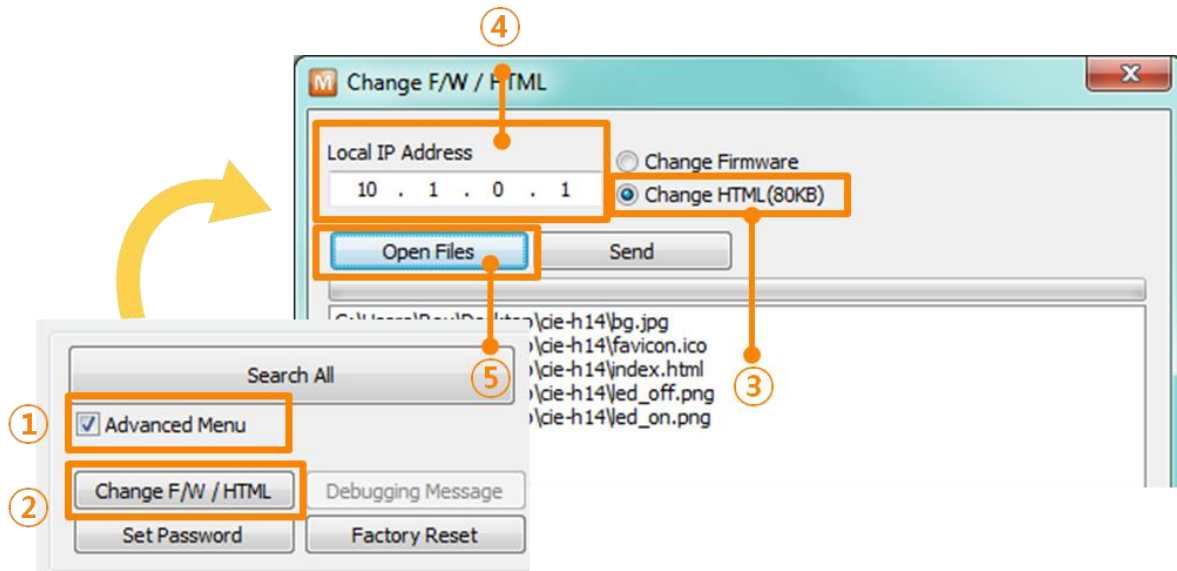 ④
M Change F/W / HTML
x
Local IP Address
10 . 1 . 0 . 1
Change Firmware
Change HTML(80KB)
Open Files
Send
\cie-h14\bg.jpg
\cie-h14\favicon.ico
\cie-h14\index.html
\cie-h14\led_off.png
\cie-h14\led_on.png
③
⑤
Search All
① Advanced Menu
② Change F/W / HTML
Debugging Message
Set Password
Factory Reset